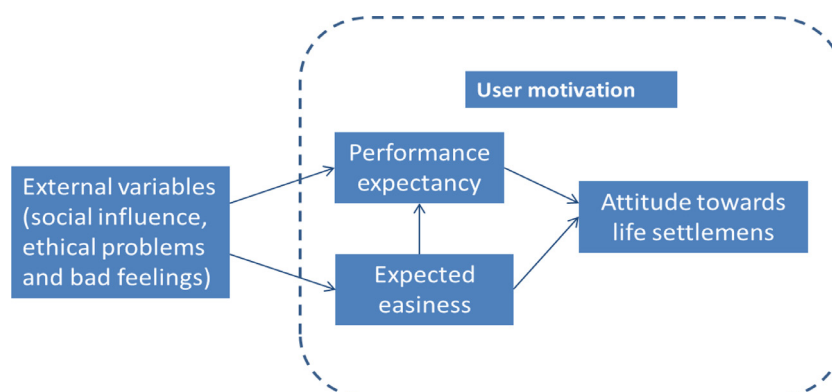 User motivation
External variables
(social influence,
ethical problems
and bad feelings)
Performance
expectancy
Expected
easiness
Attitude towards
life settlemens